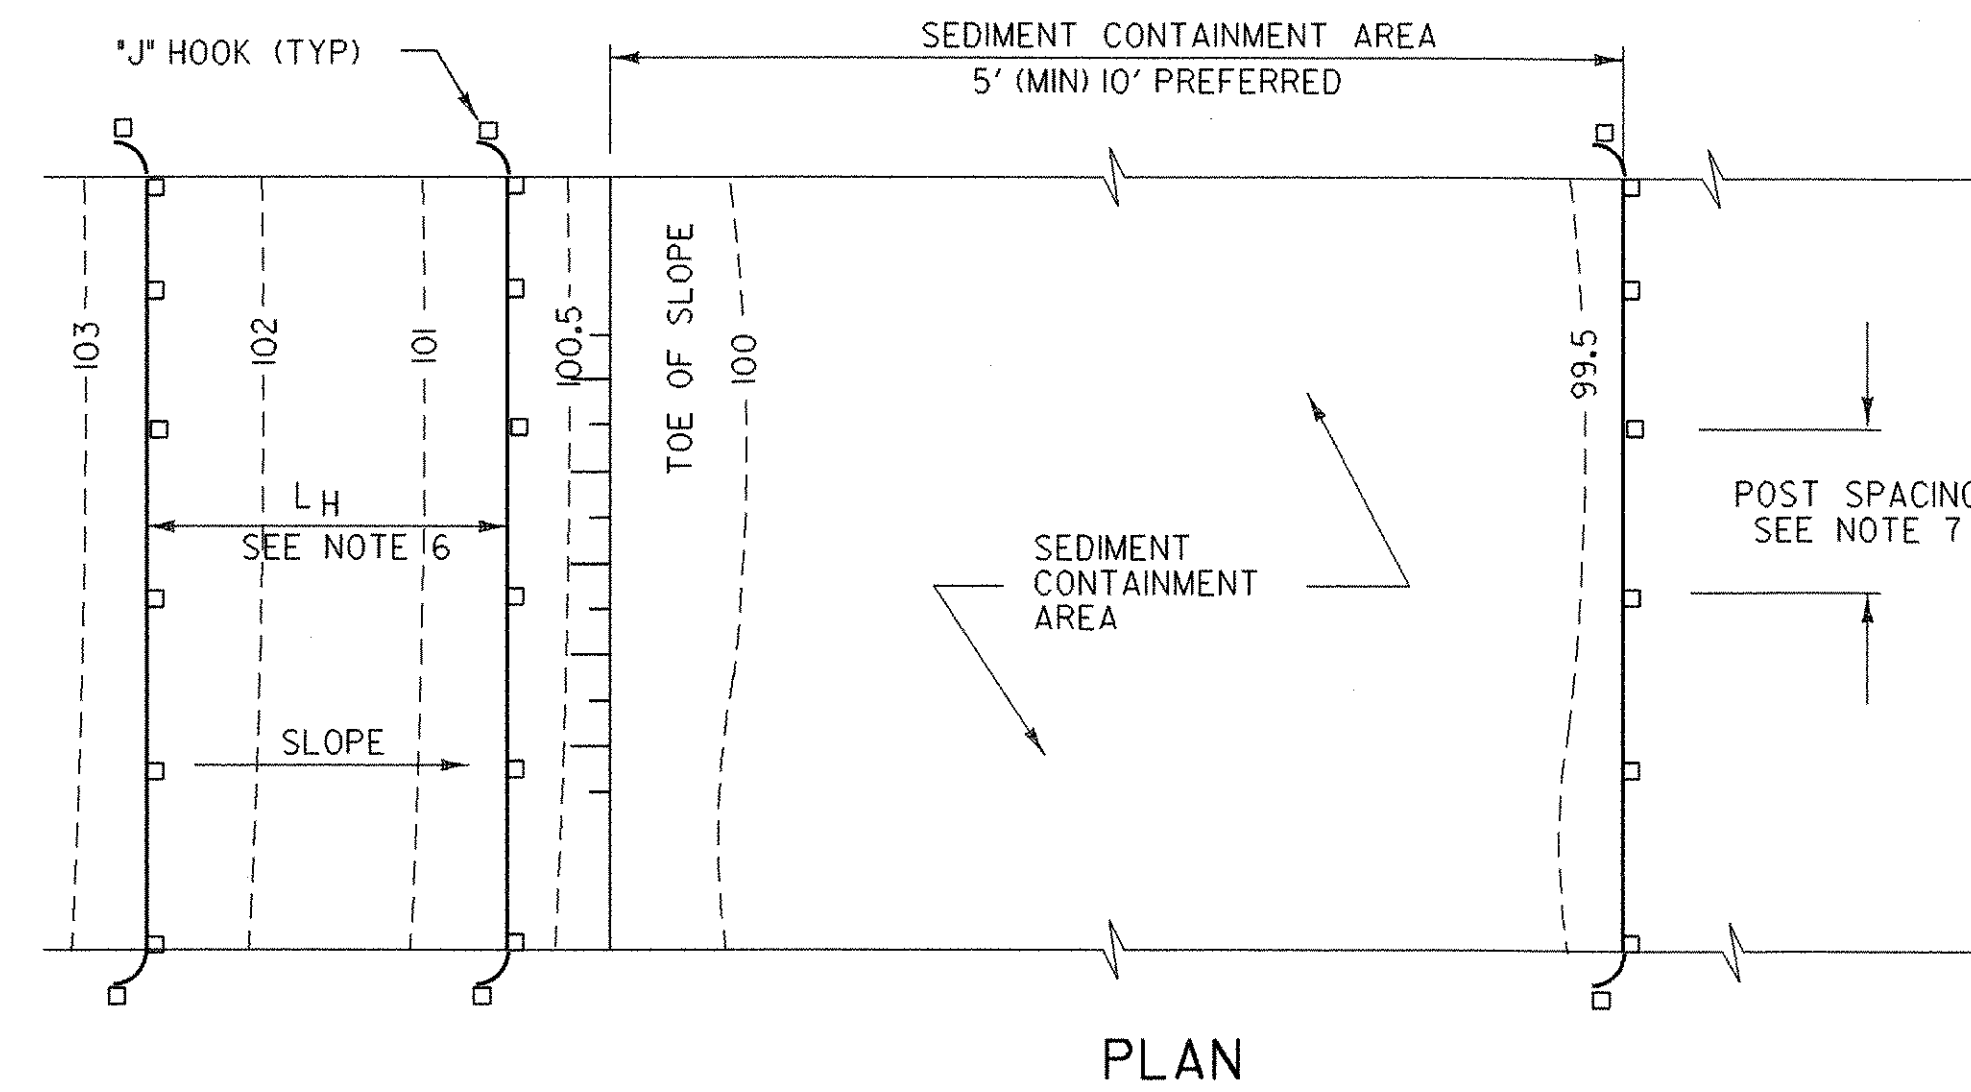 SEDIMENT CONTAINMENT AREA
5' (MIN) 10' PREFERRED
"J" HOOK (TYP)
TOE OF SLOPE
103
102
101
100.5
100
99.5
L H
SEE NOTE 6
POST SPACING
SEE NOTE 7
SEDIMENT
CONTAINMENT
AREA
SLOPE
PLAN